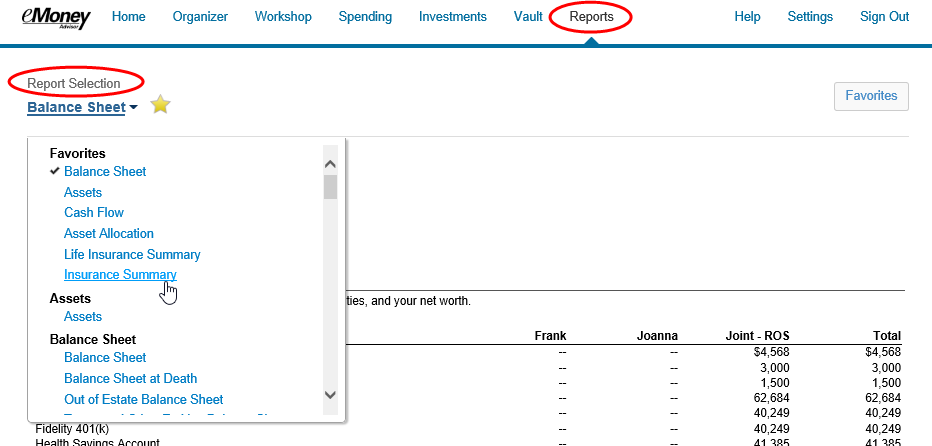 eMoney
Advisor
Home Organizer Workshop Spending Investments Vault Reports Help Settings Sign Out
Report Selection
Balance Sheet
Favorites
Favorites
Balance Sheet
Assets
Cash Flow
Asset Allocation
Life Insurance Summary
Insurance Summary
Assets
Assets
Balance Sheet
Balance Sheet
Balance Sheet at Death
Out of Estate Balance Sheet
ties, and your net worth.
Frank Joanna Joint - ROS Total
-- -- $4,568 $4,568
-- -- 3,000 3,000
-- -- 1,500 1,500
-- -- 62,684 62,684
-- -- 40,249 40,249
Fidelity 401(k) -- -- 40,249 40,249
Health Savings Account -- -- 41,385 41,385